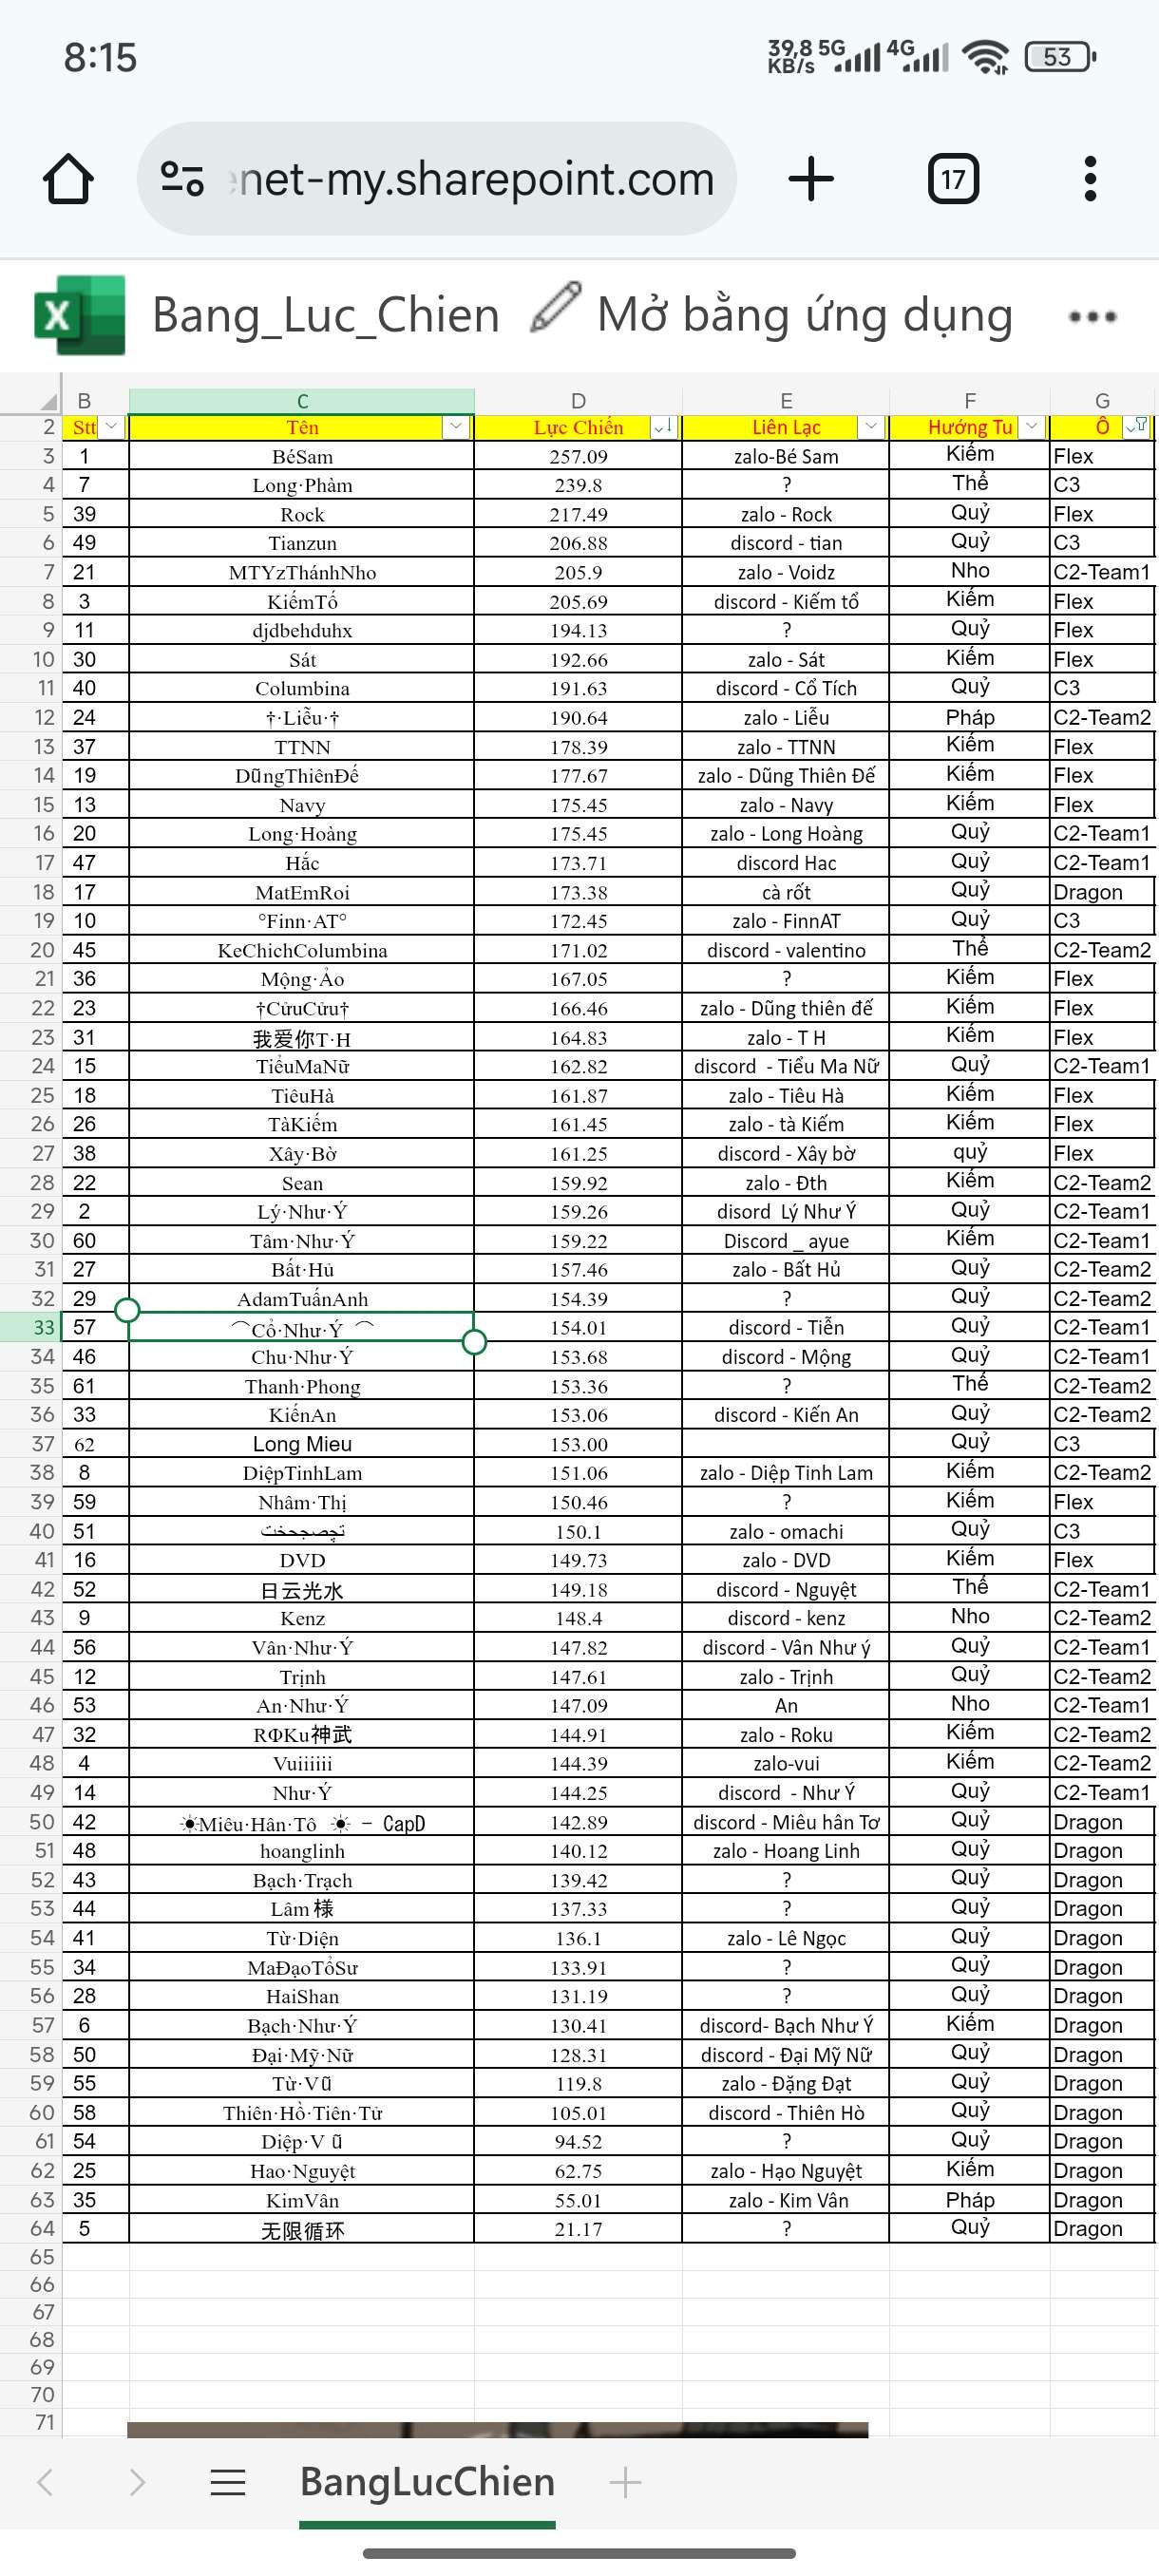 8:15 39,8 KB/s 5G 4G 53
net-my.sharepoint.com 17
Bang_Luc_Chien Mở bằng ứng dụng
B C D E F G
2 Stt Tên Lực Chiến Liên Lạc Hướng Tu Ô
3 1 BéSam 257.09 zalo-Bé Sam Kiếm Flex
4 7 Long·Phàm 239.8 ? Thể C3
5 39 Rock 217.49 zalo - Rock Quỷ Flex
6 49 Tianzun 206.88 discord - tian Quỷ C3
7 21 MTYzThánhNho 205.9 zalo - Voidz Nho C2-Team1
8 3 KiếmTổ 205.69 discord - Kiếm tổ Kiếm Flex
9 11 djdbehduhx 194.13 ? Quỷ Flex
10 30 Sát 192.66 zalo - Sát Kiếm Flex
11 40 Columbina 191.63 discord - Cổ Tích Quỷ C3
12 24 †·Liễu·† 190.64 zalo - Liễu Pháp C2-Team2
13 37 TTNN 178.39 zalo - TTNN Kiếm Flex
14 19 DũngThiênĐế 177.67 zalo - Dũng Thiên Đế Kiếm Flex
15 13 Navy 175.45 zalo - Navy Kiếm Flex
16 20 Long·Hoàng 175.45 zalo - Long Hoàng Quỷ C2-Team1
17 47 Hắc 173.71 discord Hac Quỷ C2-Team1
18 17 MatEmRoi 173.38 cà rốt Quỷ Dragon
19 10 °Finn·AT° 172.45 zalo - FinnAT Quỷ C3
20 45 KeChichColumbina 171.02 discord - valentino Thể C2-Team2
21 36 Mộng·Ảo 167.05 ? Kiếm Flex
22 23 †CửuCửu† 166.46 zalo - Dũng thiên đế Kiếm Flex
23 31 我爱你T·H 164.83 zalo - T H Kiếm Flex
24 15 TiểuMaNữ 162.82 discord - Tiểu Ma Nữ Quỷ C2-Team1
25 18 TiêuHà 161.87 zalo - Tiêu Hà Kiếm Flex
26 26 TàKiếm 161.45 zalo - tà Kiếm Kiếm Flex
27 38 Xây·Bờ 161.25 discord - Xây bờ quỷ Flex
28 22 Sean 159.92 zalo - Đth Kiếm C2-Team2
29 2 Lý·Như·Ý 159.26 disord Lý Như Ý Quỷ C2-Team1
30 60 Tâm·Như·Ý 159.22 Discord _ ayue Kiếm C2-Team1
31 27 Bất·Hủ 157.46 zalo - Bất Hủ Quỷ C2-Team2
32 29 AdamTuấnAnh 154.39 ? Quỷ C2-Team2
33 57 ⌒Cổ·Như·Ý ⌒ 154.01 discord - Tiễn Quỷ C2-Team1
34 46 Chu·Như·Ý 153.68 discord - Mộng Quỷ C2-Team1
35 61 Thanh·Phong 153.36 ? Thể C2-Team2
36 33 KiếnAn 153.06 discord - Kiến An Quỷ C2-Team2
37 62 Long Mieu 153.00 Quỷ C3
38 8 DiệpTinhLam 151.06 zalo - Diệp Tinh Lam Kiếm C2-Team2
39 59 Nhâm·Thị 150.46 ? Kiếm Flex
40 51 150.1 zalo - omachi Quỷ C3
41 16 DVD 149.73 zalo - DVD Kiếm Flex
42 52 日云光水 149.18 discord - Nguyệt Thể C2-Team1
43 9 Kenz 148.4 discord - kenz Nho C2-Team2
44 56 Vân·Như·Ý 147.82 discord - Vân Như ý Quỷ C2-Team1
45 12 Trịnh 147.61 zalo - Trịnh Quỷ C2-Team2
46 53 An·Như·Ý 147.09 An Nho C2-Team1
47 32 RΦKu神武 144.91 zalo - Roku Kiếm C2-Team2
48 4 Vuiiiiii 144.39 zalo-vui Kiếm C2-Team2
49 14 Như·Ý 144.25 discord - Như Ý Quỷ C2-Team1
50 42 ☀Miêu·Hân·Tô ☀ - CapD 142.89 discord - Miêu hân Tơ Quỷ Dragon
51 48 hoanglinh 140.12 zalo - Hoang Linh Quỷ Dragon
52 43 Bạch·Trạch 139.42 ? Quỷ Dragon
53 44 Lâm様 137.33 ? Quỷ Dragon
54 41 Từ·Diện 136.1 zalo - Lê Ngọc Quỷ Dragon
55 34 MaĐạoTổSư 133.91 ? Quỷ Dragon
56 28 HaiShan 131.19 ? Quỷ Dragon
57 6 Bạch·Như·Ý 130.41 discord- Bạch Như Ý Kiếm Dragon
58 50 Đại·Mỹ·Nữ 128.31 discord - Đại Mỹ Nữ Quỷ Dragon
59 55 Từ·Vũ 119.8 zalo - Đặng Đạt Quỷ Dragon
60 58 Thiên·Hồ·Tiên·Tử 105.01 discord - Thiên Hò Quỷ Dragon
61 54 Diệp·V ũ 94.52 ? Quỷ Dragon
62 25 Hao·Nguyệt 62.75 zalo - Hạo Nguyệt Kiếm Dragon
63 35 KimVân 55.01 zalo - Kim Vân Pháp Dragon
64 5 无限循环 21.17 ? Quỷ Dragon
65
66
67
68
69
70
71
BangLucChien